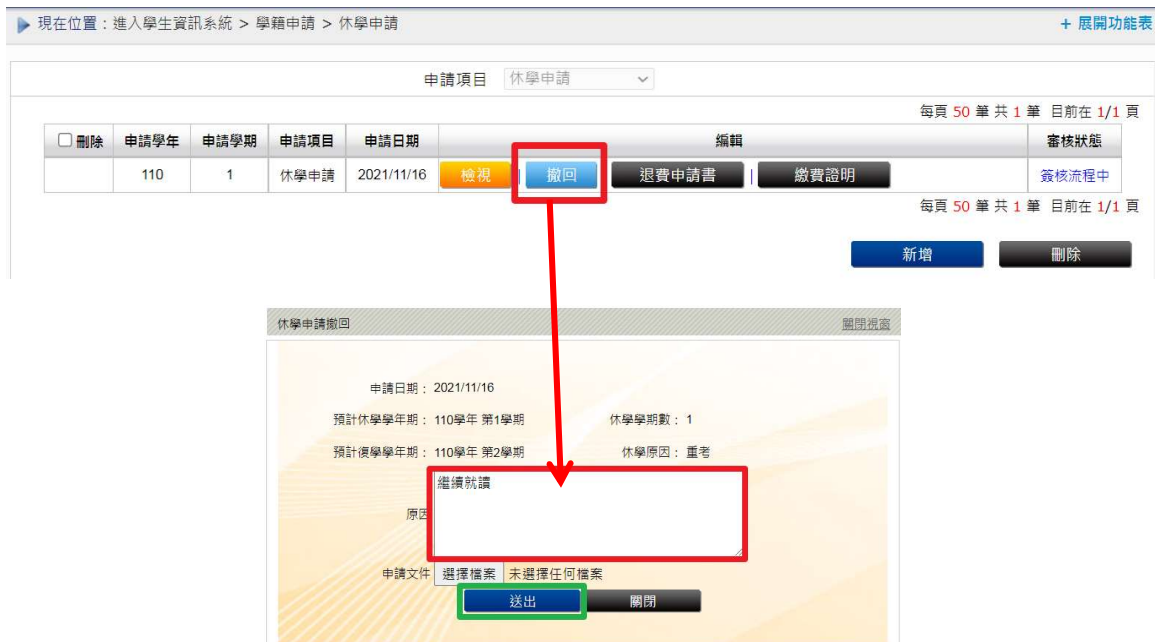 現在位置：進入學生資訊系統 > 學籍申請 > 休學申請 + 展開功能表
申請項目 休學申請
每頁 50 筆 共 1 筆 目前在 1/1 頁
刪除 申請學年 申請學期 申請項目 申請日期 編輯 審核狀態
110 1 休學申請 2021/11/16 檢視 | 撤回 | 退費申請書 | 繳費證明 簽核流程中
每頁 50 筆 共 1 筆 目前在 1/1 頁
新增 刪除
休學申請撤回 關閉視窗
申請日期： 2021/11/16
預計休學學年期： 110學年 第1學期 休學學期數： 1
預計復學學年期： 110學年 第2學期 休學原因： 重考
繼續就讀
原因
申請文件 選擇檔案 未選擇任何檔案
送出 關閉